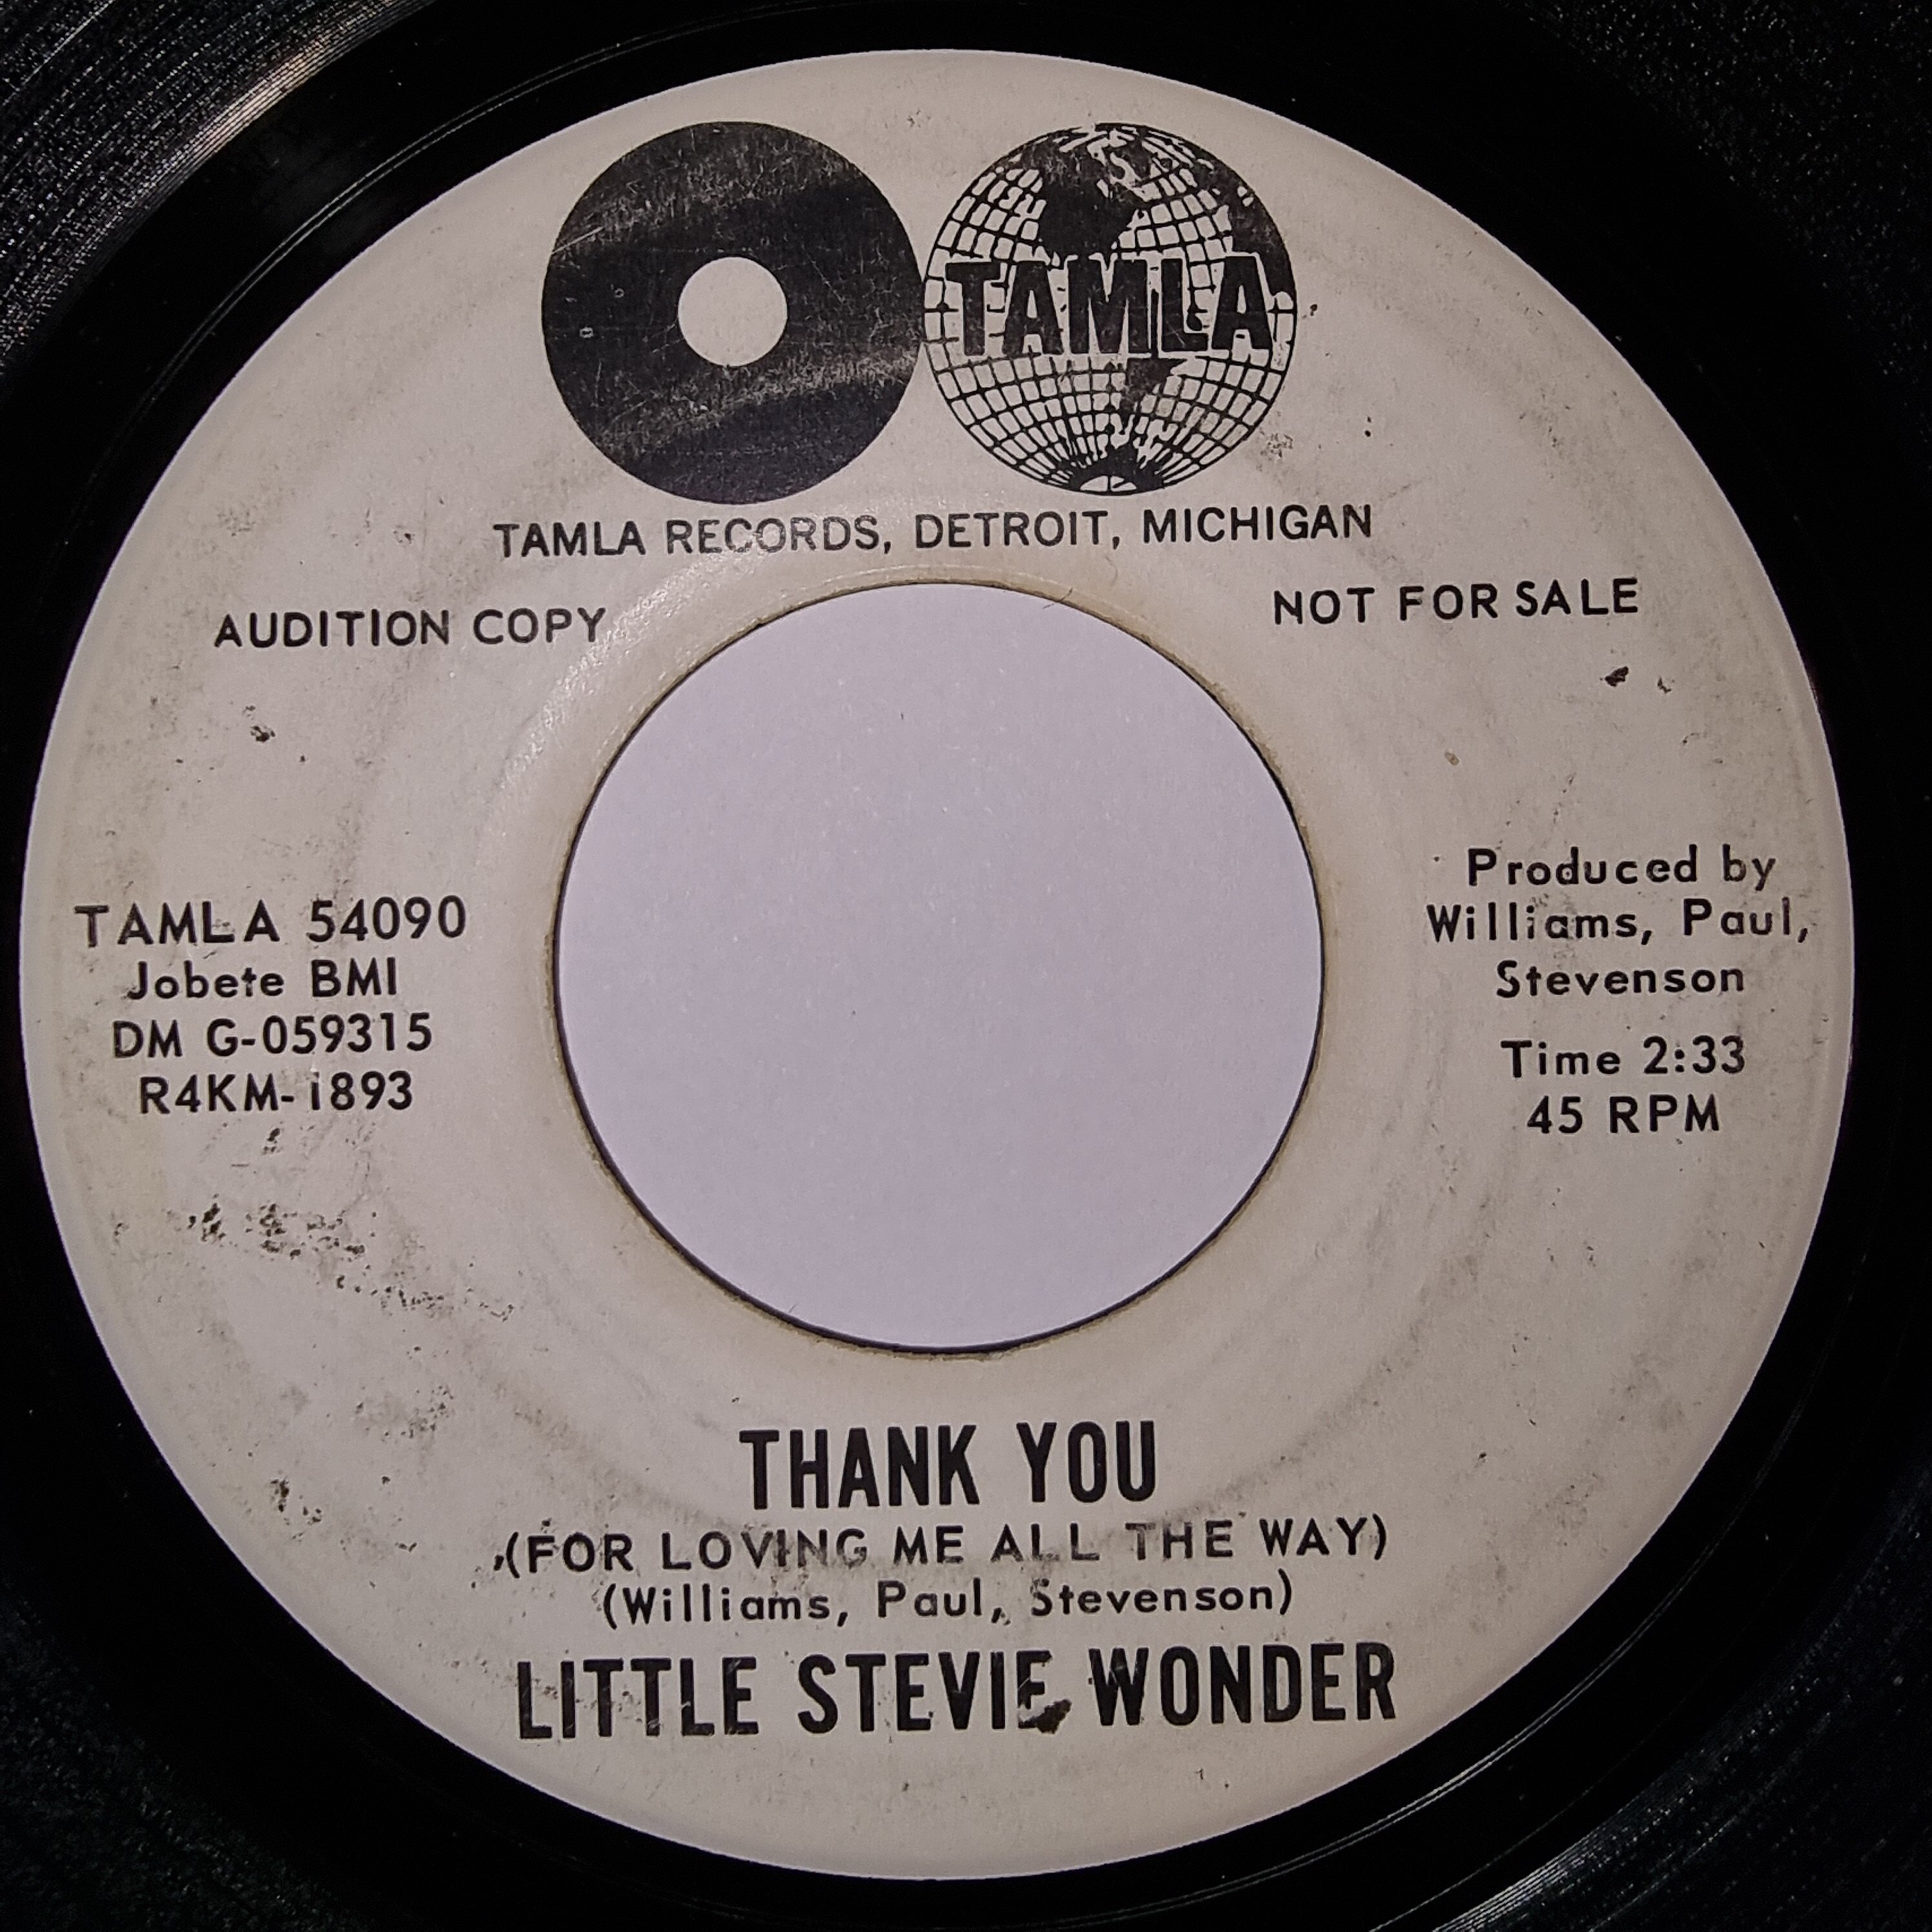 TAMLA
TAMLA RECORDS, DETROIT, MICHIGAN
AUDITION COPY
NOT FOR SALE
TAMLA 54090
Jobete BMI
DM G-059315
R4KM-1893
Produced by
Williams, Paul,
Stevenson
Time 2:33
45 RPM
THANK YOU
(FOR LOVING ME ALL THE WAY)
(Williams, Paul, Stevenson)
LITTLE STEVIE WONDER